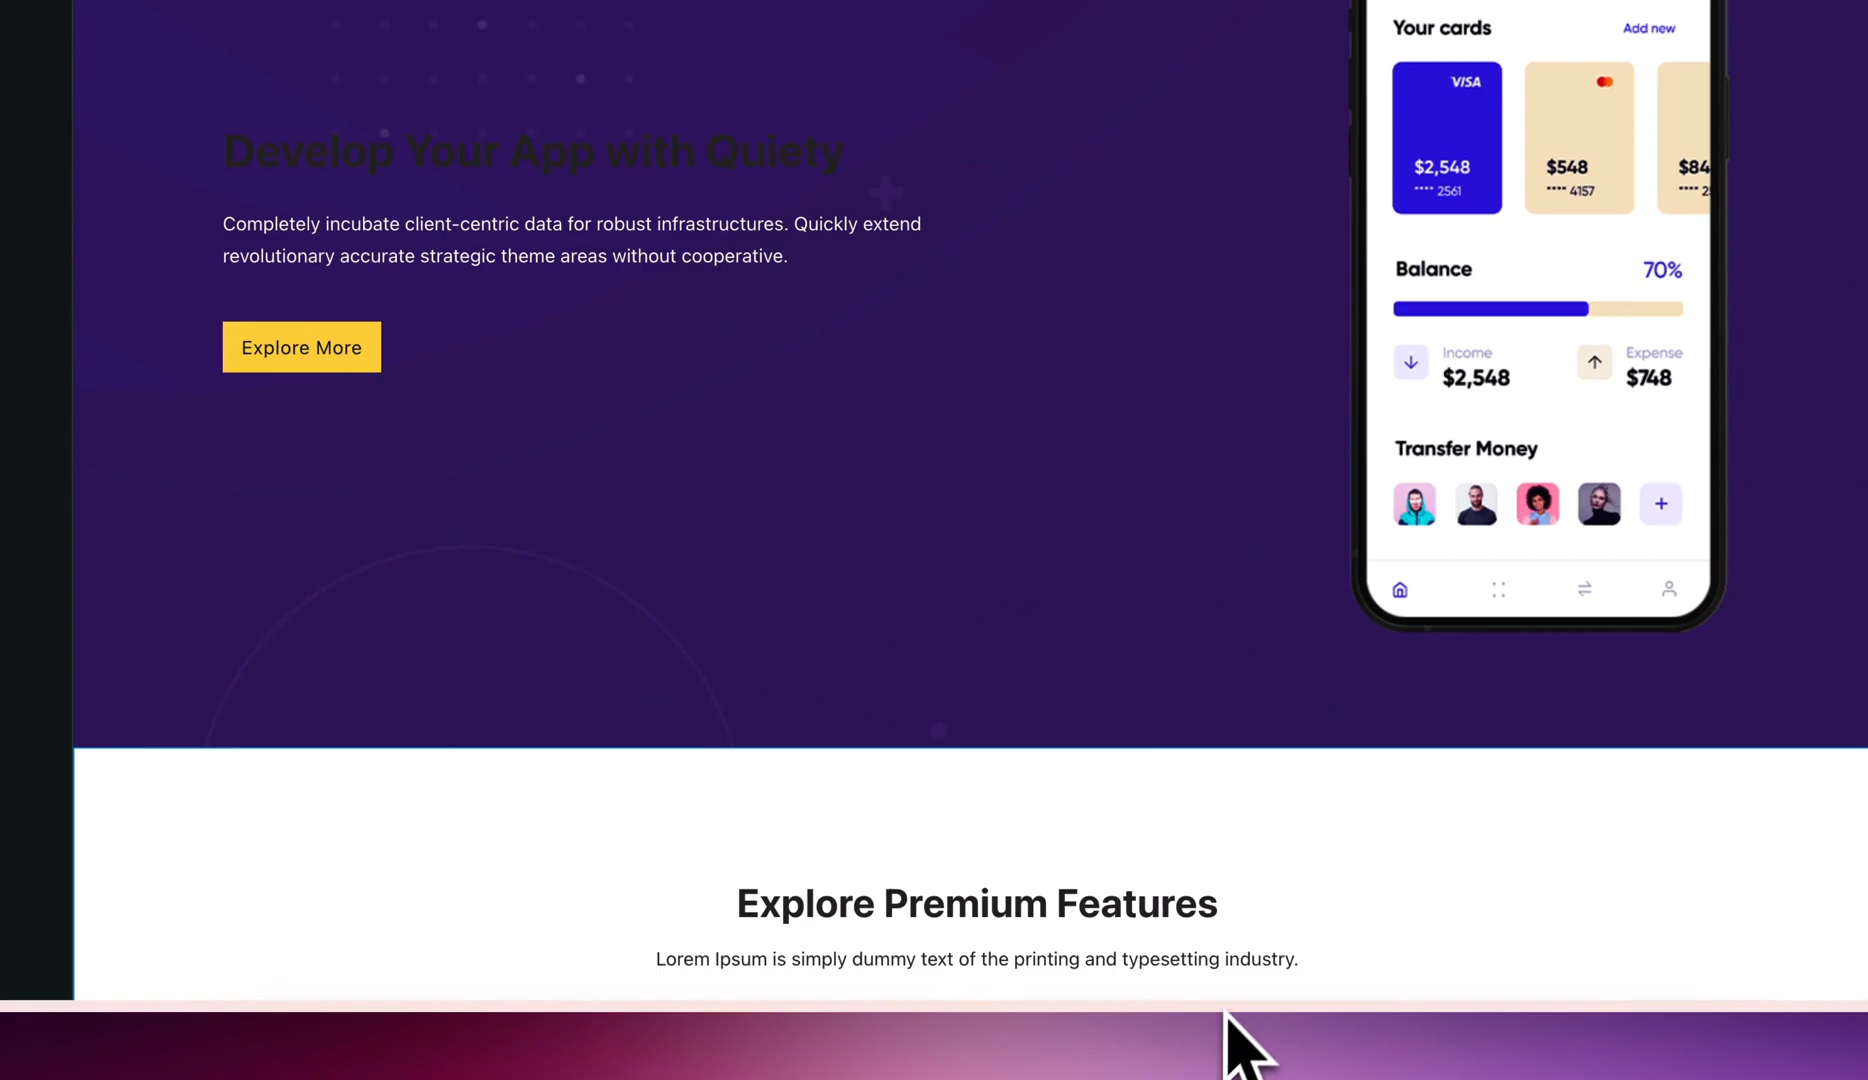 Develop Your App with Quiety
Completely incubate client-centric data for robust infrastructures. Quickly extend
revolutionary accurate strategic theme areas without cooperative.
Explore More
Your cards
Add new
VISA
$2,548
•••• 2561
$548
•••• 4157
$84
•••• 2
Balance
70%
Income
$2,548
Expense
$748
Transfer Money
Explore Premium Features
Lorem Ipsum is simply dummy text of the printing and typesetting industry.